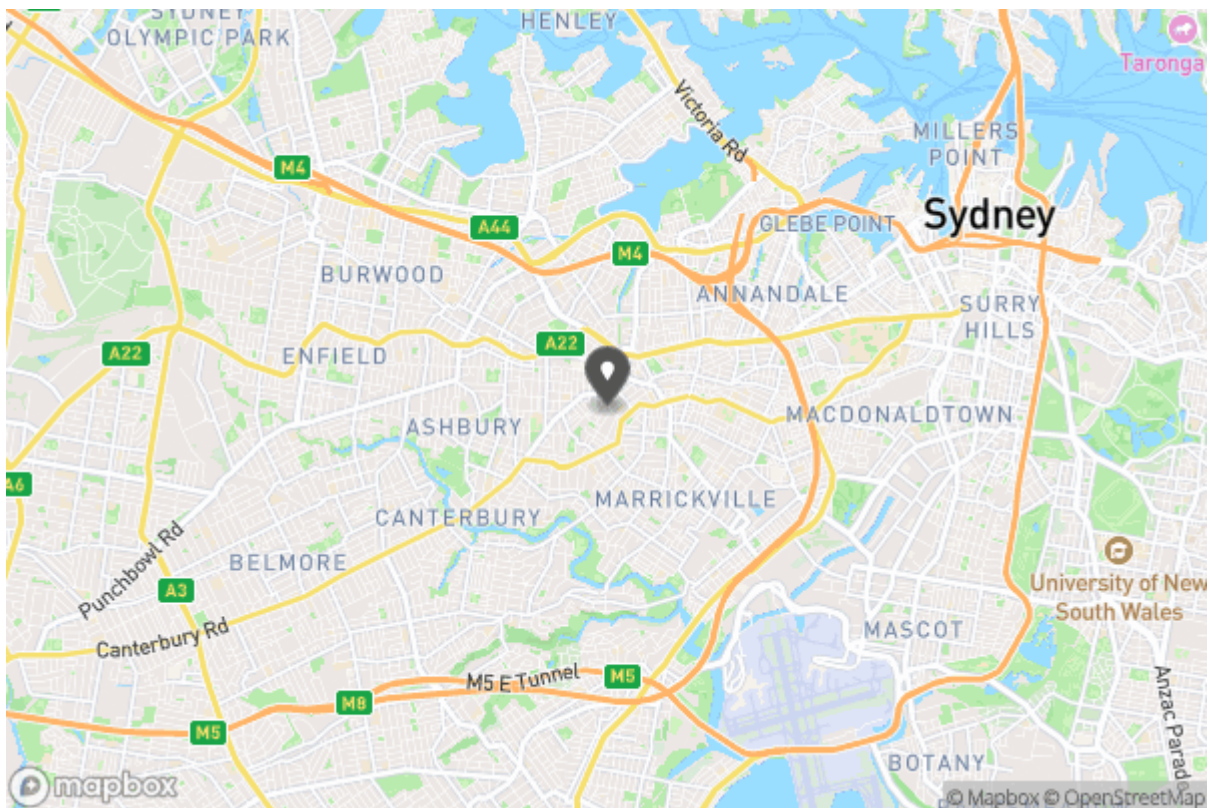 SYDNEY
OLYMPIC PARK
HENLEY
Taronga
Victoria Rd
MILLERS
POINT
M4
A44
M4
GLEBE POINT
Sydney
BURWOOD
ANNANDALE
SURRY
HILLS
A22
ENFIELD
A22
ASHBURY
MACDONALDTOWN
A6
MARRICKVILLE
CANTERBURY
Punchbowl Rd
BELMORE
A3
University of New
South Wales
Canterbury Rd
MASCOT
M5 E Tunnel
M5
M8
M5
Anzac Parade
BOTANY
mapbox
© Mapbox © OpenStreetMap